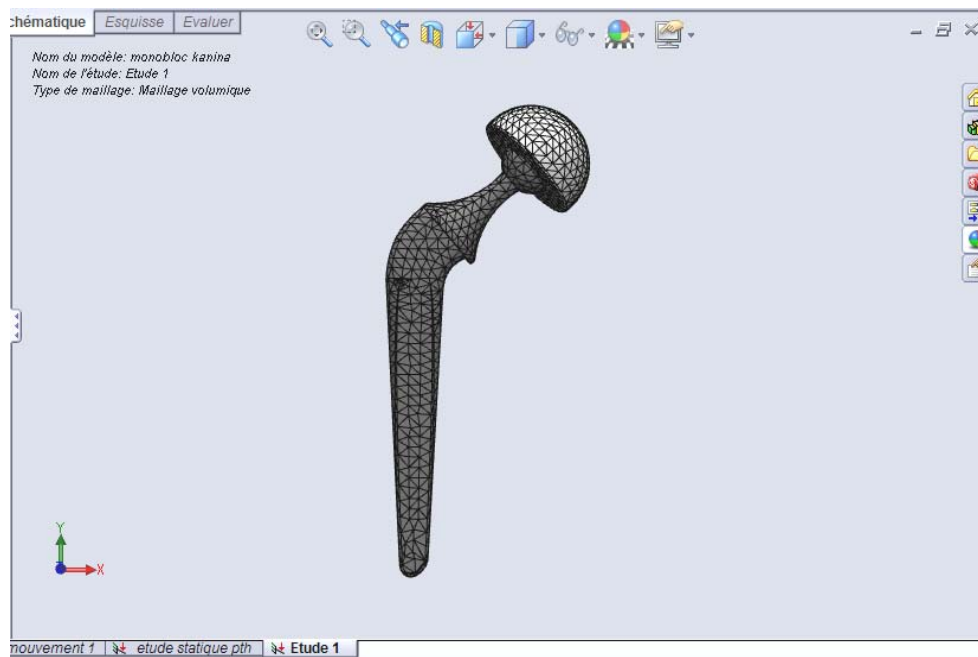 chématique Esquisse Evaluer
Nom du modèle: monobloc kanina
Nom de l'étude: Etude 1
Type de maillage: Maillage volumique
Y
X
mouvement 1 etude statique pth Etude 1